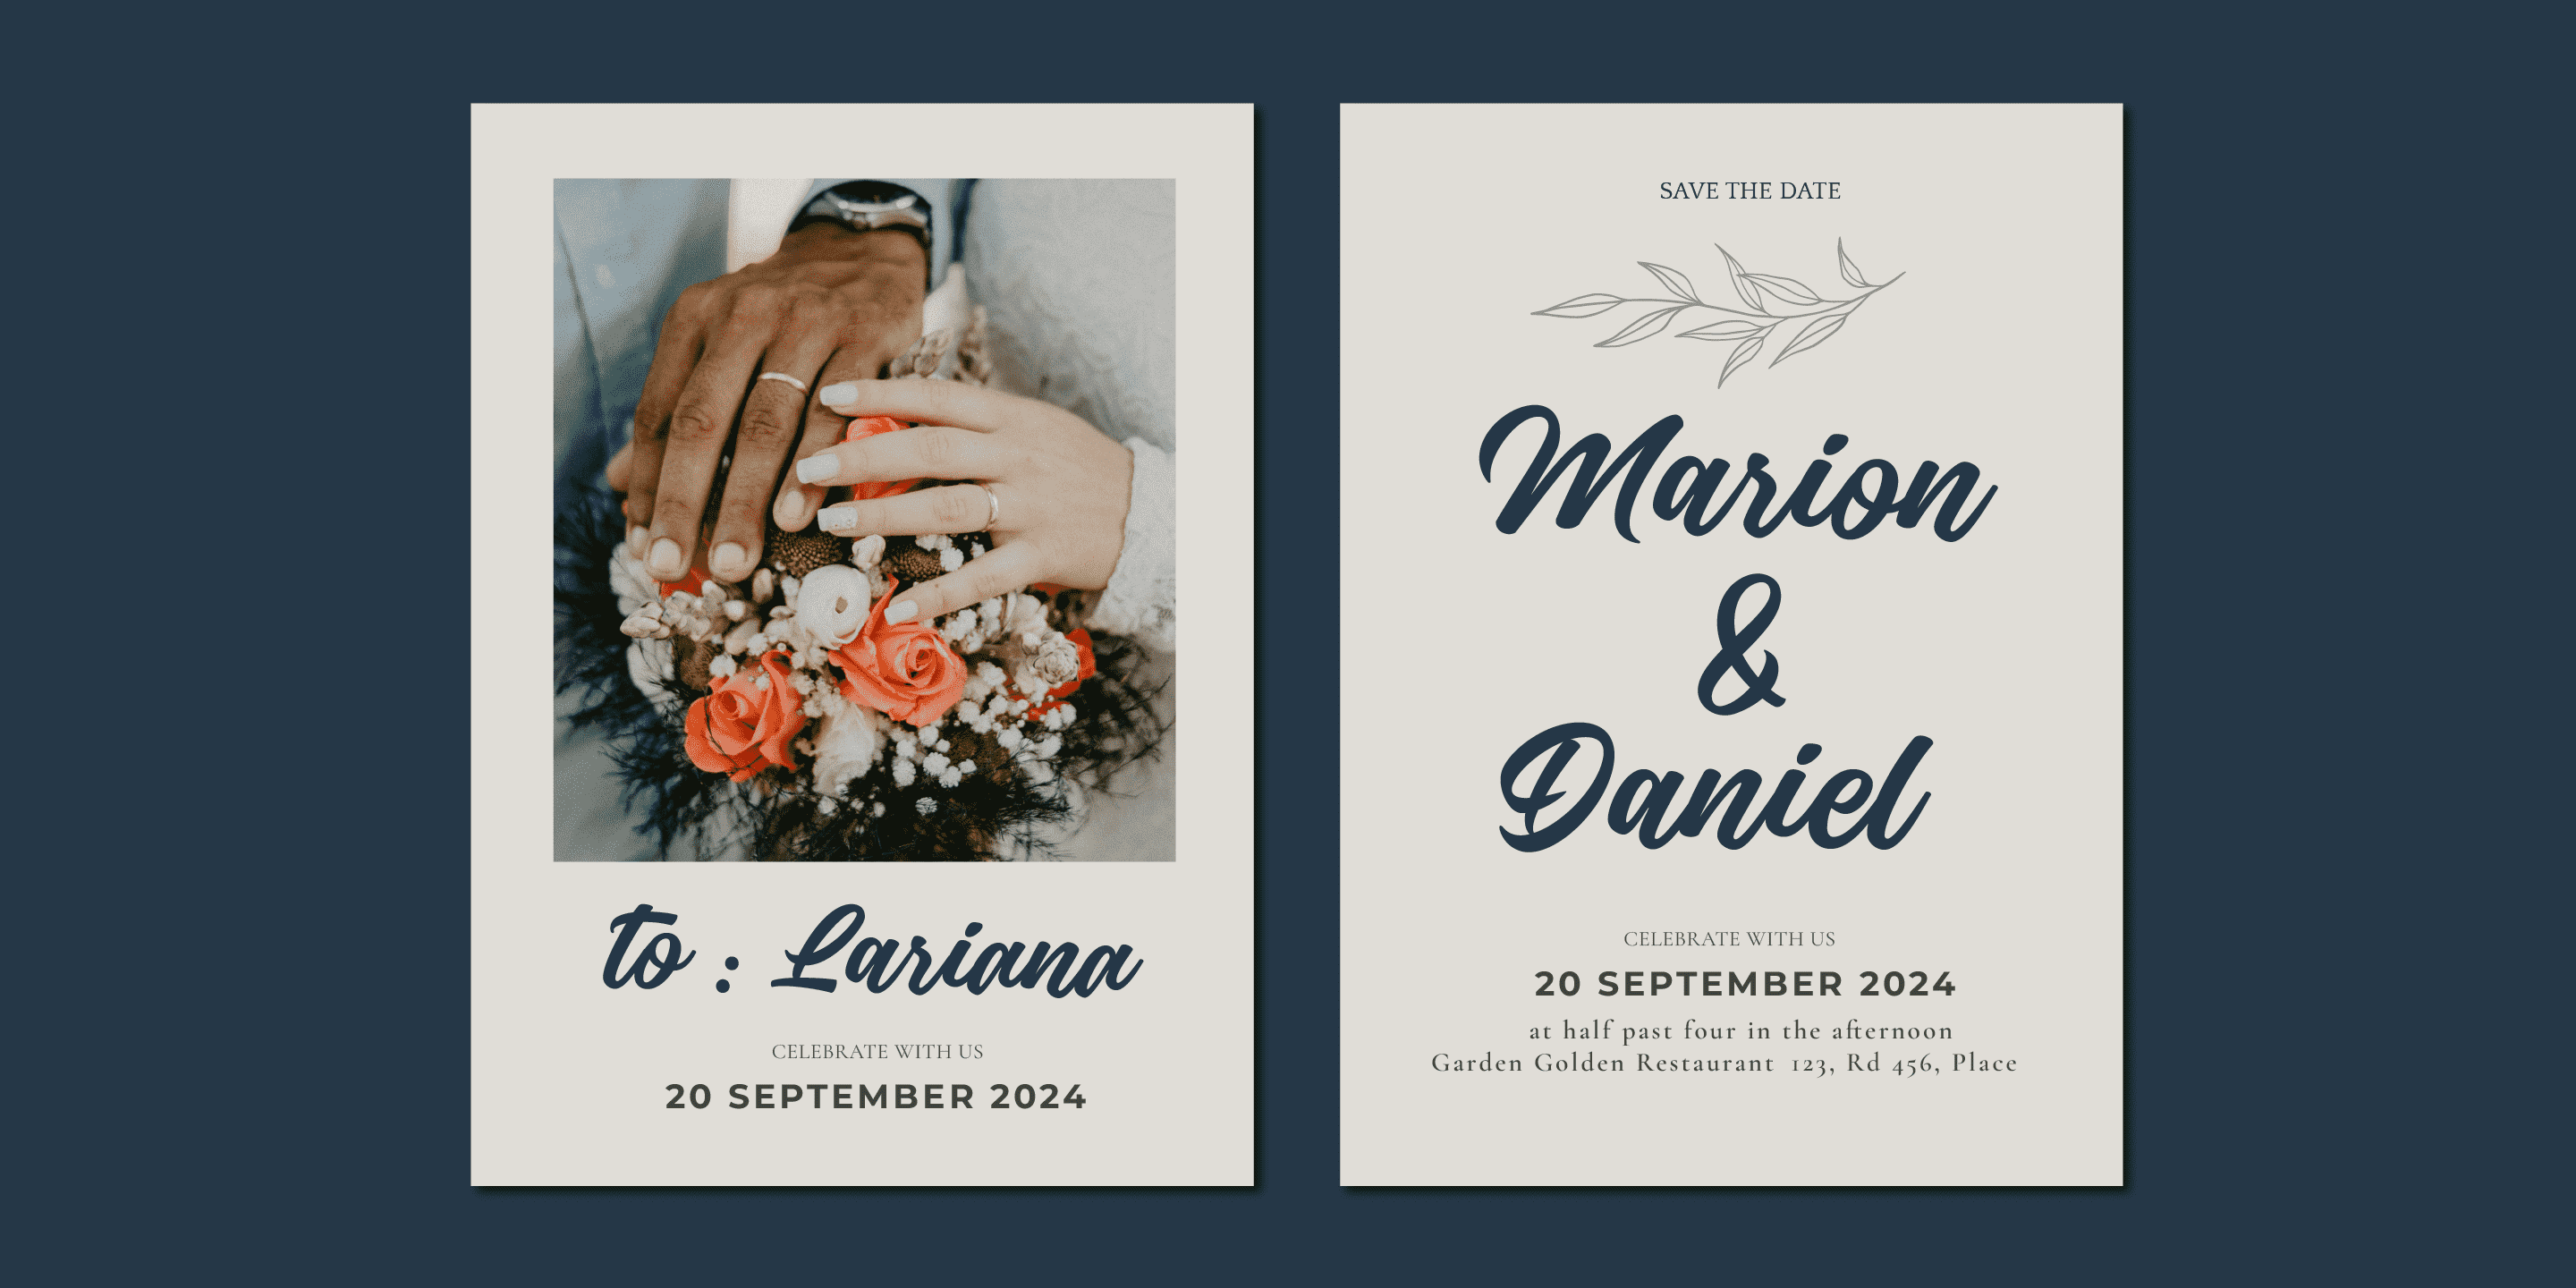 to : Lariana
CELEBRATE WITH US
20 SEPTEMBER 2024
SAVE THE DATE
Marion
&
Daniel
CELEBRATE WITH US
20 SEPTEMBER 2024
at half past four in the afternoon
Garden Golden Restaurant 123, Rd 456, Place